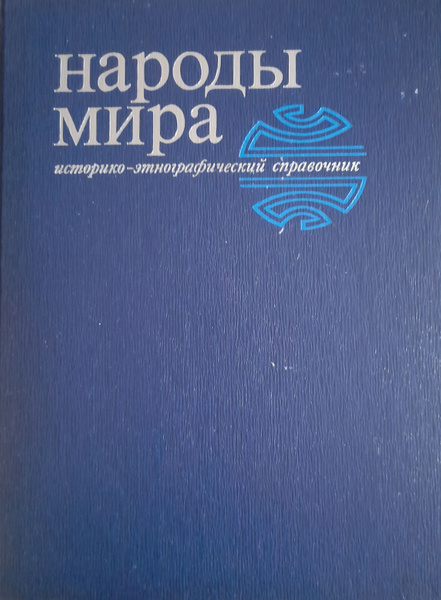 народы
мира
историко-этнографический справочник